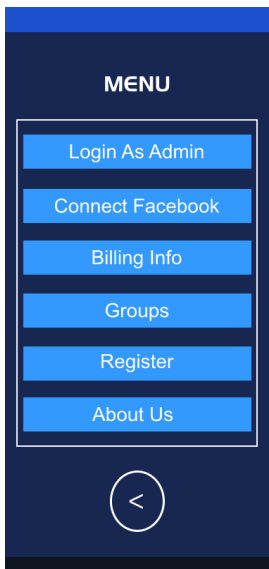 MENU
Login As Admin
Connect Facebook
Billing Info
Groups
Register
About Us
<